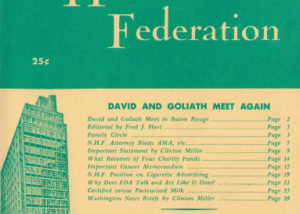 Federation
25¢
DAVID AND GOLIATH MEET AGAIN
David and Goliath Meet in Baton Rouge Page 2
Editorial by Fred J. Hart Page 3
Family Circle Page 5
N.H.F. Attorney Blasts AMA, etc. Page 7
Important Statement by Clinton Miller Page 9
What Becomes of Your Charity Funds Page 14
Important Cancer Memorandum Page 17
N.H.F. Position on Cigarette Advertising Page 19
Why Does FDA Talk and Act Like It Does? Page 21
Certified versus Pasteurized Milk Page 25
Washington News Briefs by Clinton Miller Page 29